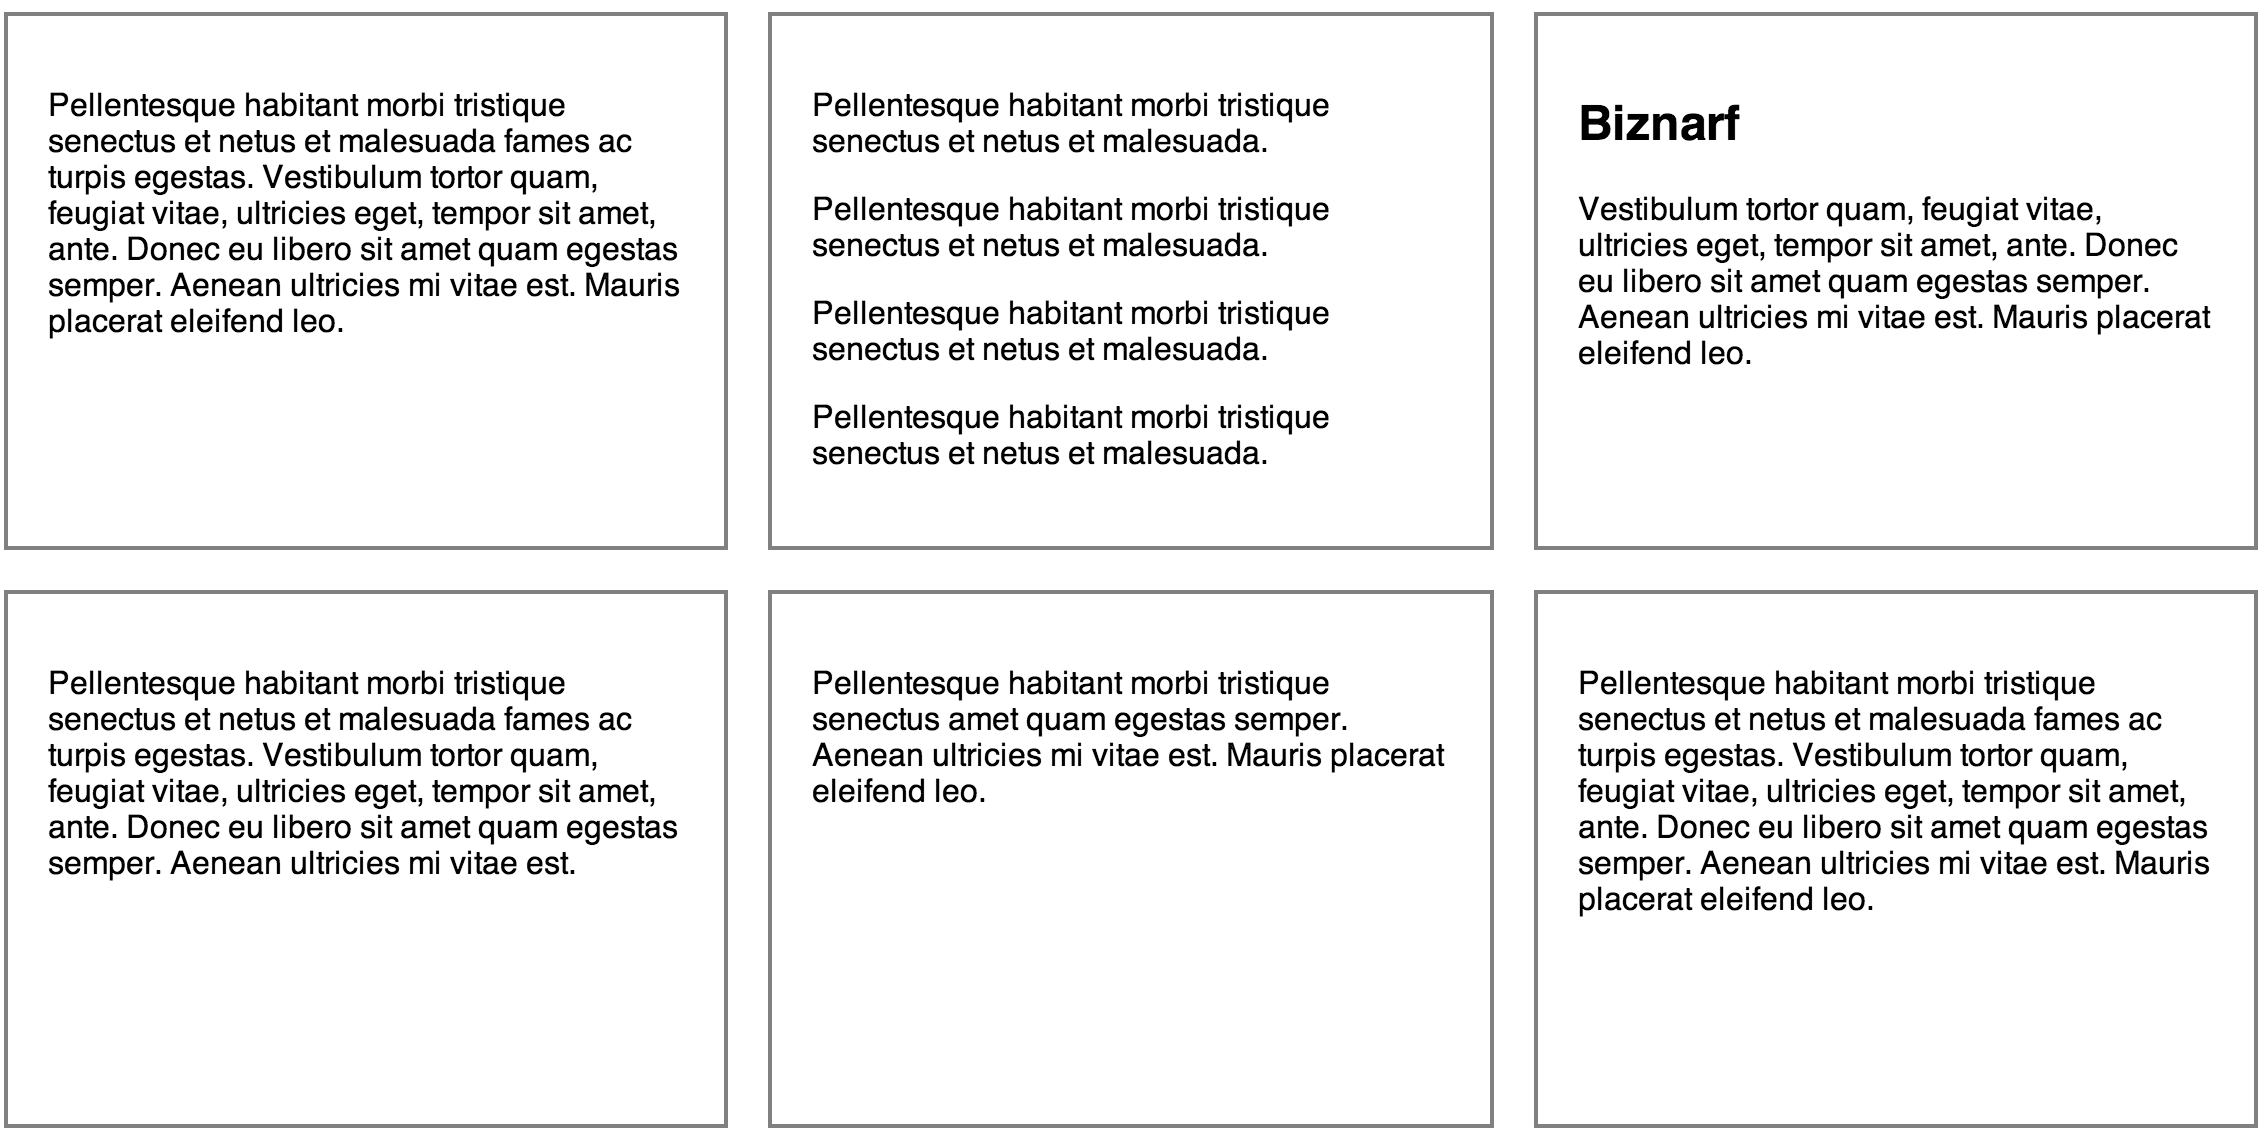 Pellentesque habitant morbi tristique
senectus et netus et malesuada fames ac
turpis egestas. Vestibulum tortor quam,
feugiat vitae, ultricies eget, tempor sit amet,
ante. Donec eu libero sit amet quam egestas
semper. Aenean ultricies mi vitae est. Mauris
placerat eleifend leo.
Pellentesque habitant morbi tristique
senectus et netus et malesuada.
Pellentesque habitant morbi tristique
senectus et netus et malesuada.
Pellentesque habitant morbi tristique
senectus et netus et malesuada.
Pellentesque habitant morbi tristique
senectus et netus et malesuada.
Biznarf
Vestibulum tortor quam, feugiat vitae,
ultricies eget, tempor sit amet, ante. Donec
eu libero sit amet quam egestas semper.
Aenean ultricies mi vitae est. Mauris placerat
eleifend leo.
Pellentesque habitant morbi tristique
senectus et netus et malesuada fames ac
turpis egestas. Vestibulum tortor quam,
feugiat vitae, ultricies eget, tempor sit amet,
ante. Donec eu libero sit amet quam egestas
semper. Aenean ultricies mi vitae est.
Pellentesque habitant morbi tristique
senectus amet quam egestas semper.
Aenean ultricies mi vitae est. Mauris placerat
eleifend leo.
Pellentesque habitant morbi tristique
senectus et netus et malesuada fames ac
turpis egestas. Vestibulum tortor quam,
feugiat vitae, ultricies eget, tempor sit amet,
ante. Donec eu libero sit amet quam egestas
semper. Aenean ultricies mi vitae est. Mauris
placerat eleifend leo.